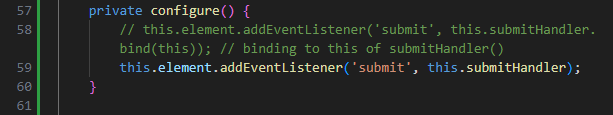 57 private configure() {
58 // this.element.addEventListener('submit', this.submitHandler.
bind(this)); // binding to this of submitHandler()
59 this.element.addEventListener('submit', this.submitHandler);
60 }
61